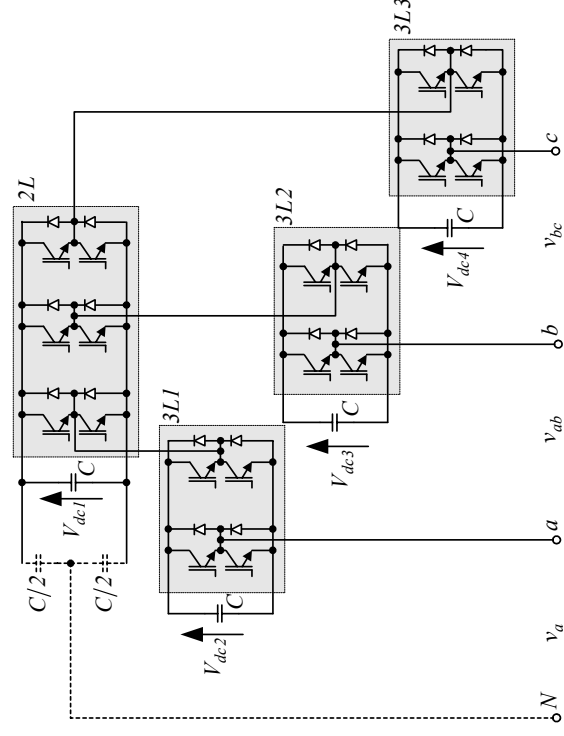 3L3
2L
C
V_dc4
3L2
c
v_bc
3L1
C
V_dc1
C
V_dc3
b
v_ab
C/2
C/2
C
V_dc2
a
v_a
N